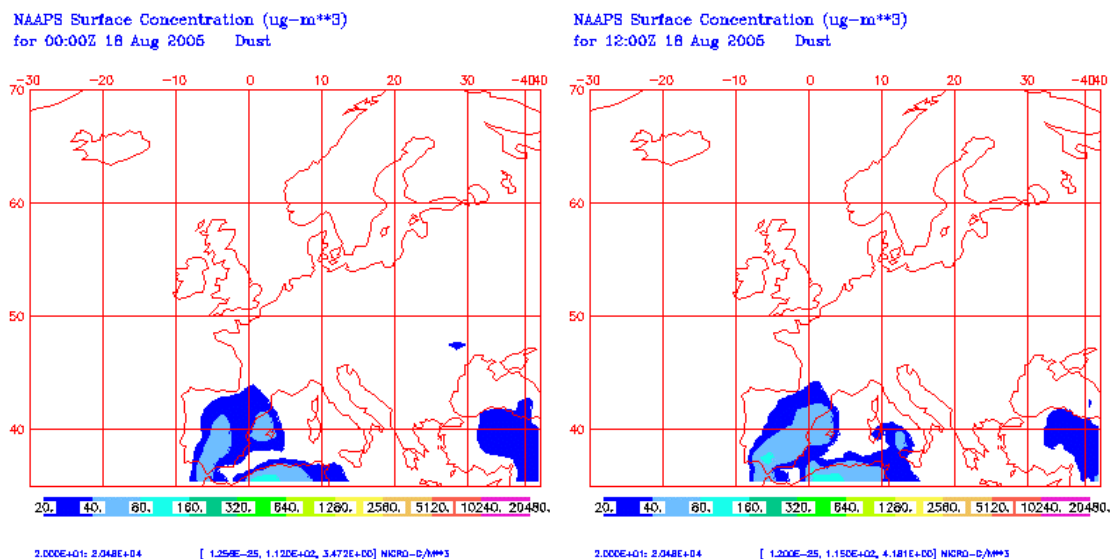 NAAPS Surface Concentration (ug-m**3)
for 00:00Z 18 Aug 2005 Dust
-30 -20 -10 0 10 20 30 -4040
70
60
50
40
20. 40. 80. 160. 320. 640. 1280. 2560. 5120. 10240. 20480.
2.000E+01: 2.048E+04 [ 1.256E-25, 1.120E+02, 3.472E+00] MICRO-G/M**3
NAAPS Surface Concentration (ug-m**3)
for 12:00Z 18 Aug 2005 Dust
-30 -20 -10 0 10 20 30 -4040
70
60
50
40
20. 40. 80. 160. 320. 640. 1280. 2560. 5120. 10240. 20480.
2.000E+01: 2.048E+04 [ 1.200E-25, 1.150E+02, 4.181E+00] MICRO-G/M**3